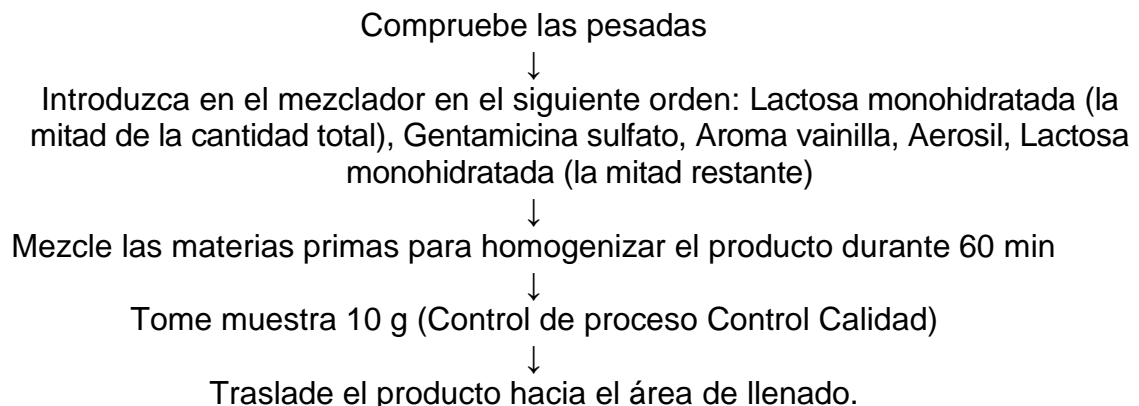 Compruebe las pesadas
↓
Introduzca en el mezclador en el siguiente orden: Lactosa monohidratada (la
mitad de la cantidad total), Gentamicina sulfato, Aroma vainilla, Aerosil, Lactosa
monohidratada (la mitad restante)
↓
Mezcle las materias primas para homogenizar el producto durante 60 min
↓
Tome muestra 10 g (Control de proceso Control Calidad)
↓
Traslade el producto hacia el área de llenado.